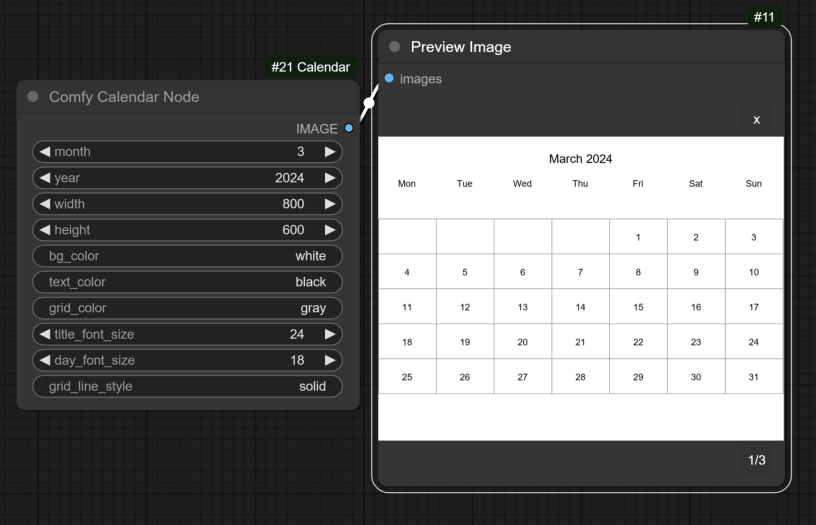 #21 Calendar
Comfy Calendar Node
IMAGE
month 3
year 2024
width 800
height 600
bg_color white
text_color black
grid_color gray
title_font_size 24
day_font_size 18
grid_line_style solid
#11
Preview Image
images
x
March 2024
Mon Tue Wed Thu Fri Sat Sun
1 2 3
4 5 6 7 8 9 10
11 12 13 14 15 16 17
18 19 20 21 22 23 24
25 26 27 28 29 30 31
1/3